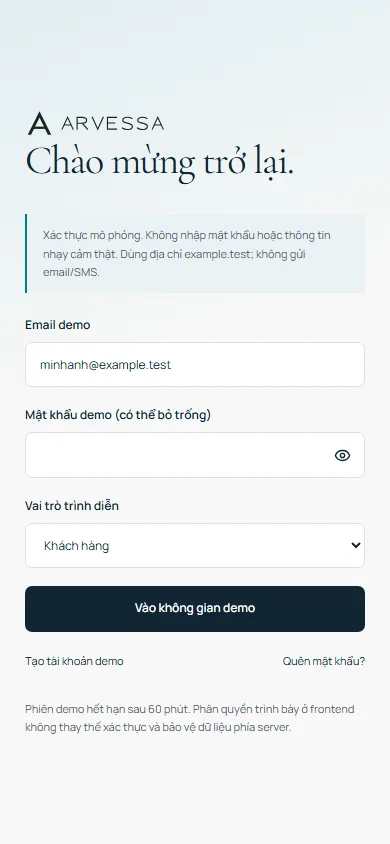 A ARVESSA
Chào mừng trở lại.
Xác thực mô phỏng. Không nhập mật khẩu hoặc thông tin
nhạy cảm thật. Dùng địa chỉ example.test; không gửi
email/SMS.
Email demo
minhanh@example.test
Mật khẩu demo (có thể bỏ trống)
Vai trò trình diễn
Khách hàng
Vào không gian demo
Tạo tài khoản demo
Quên mật khẩu?
Phiên demo hết hạn sau 60 phút. Phân quyền trình bày ở frontend
không thay thế xác thực và bảo vệ dữ liệu phía server.